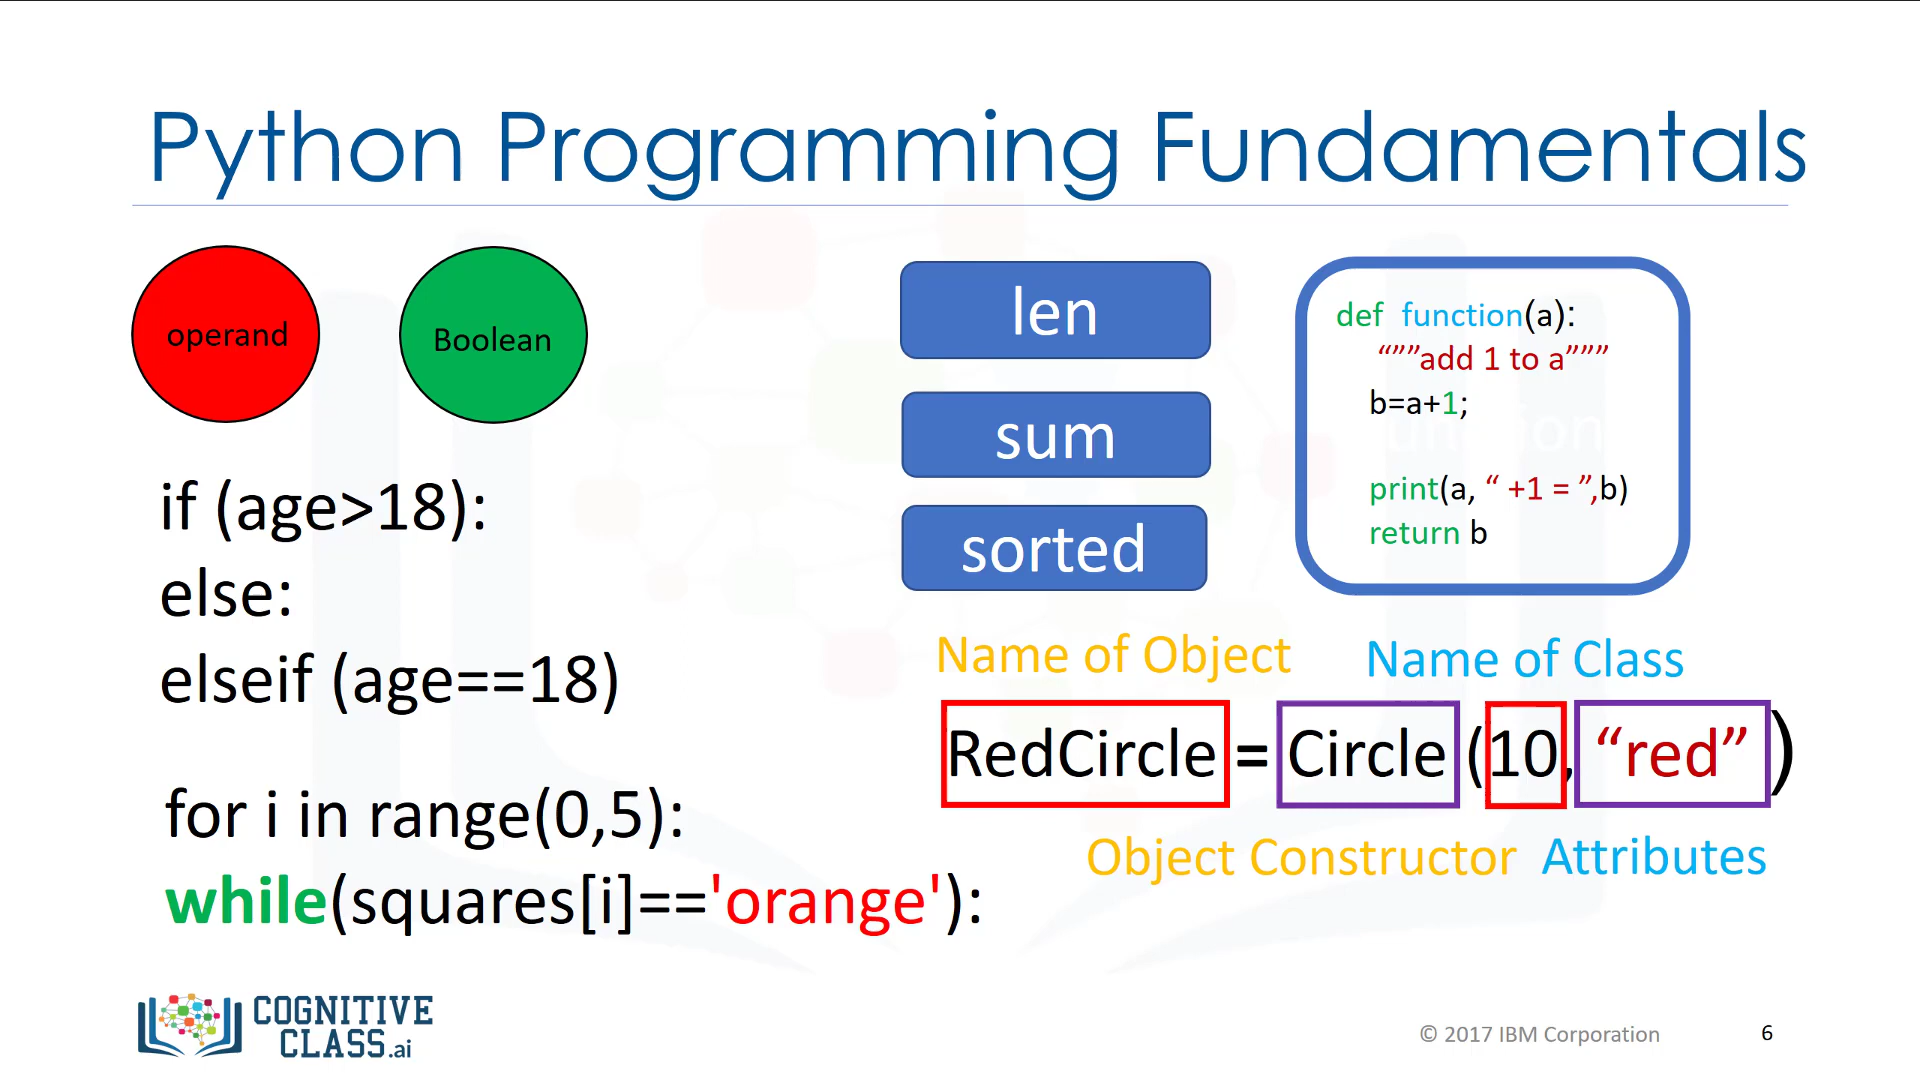 Python Programming Fundamentals
operand
Boolean
if (age>18):
else:
elseif (age==18)
for i in range(0,5):
while(squares[i]=='orange'):
len
sum
sorted
def function(a):
“””add 1 to a”””
b=a+1;
print(a, “ +1 = ”,b)
return b
Name of Object
Name of Class
RedCircle = Circle (10, “red” )
Object Constructor
Attributes
COGNITIVE
CLASS.ai
© 2017 IBM Corporation
6